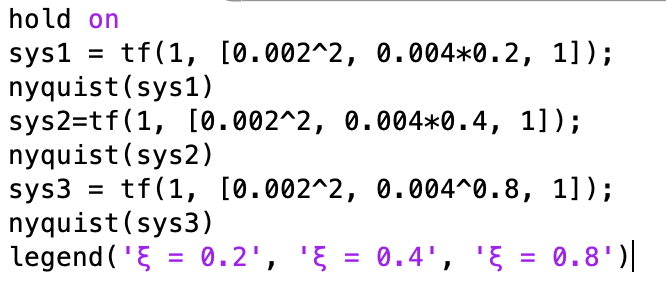 hold on
sys1 = tf(1, [0.002^2, 0.004*0.2, 1]);
nyquist(sys1)
sys2=tf(1, [0.002^2, 0.004*0.4, 1]);
nyquist(sys2)
sys3 = tf(1, [0.002^2, 0.004^0.8, 1]);
nyquist(sys3)
legend('ξ = 0.2', 'ξ = 0.4', 'ξ = 0.8')